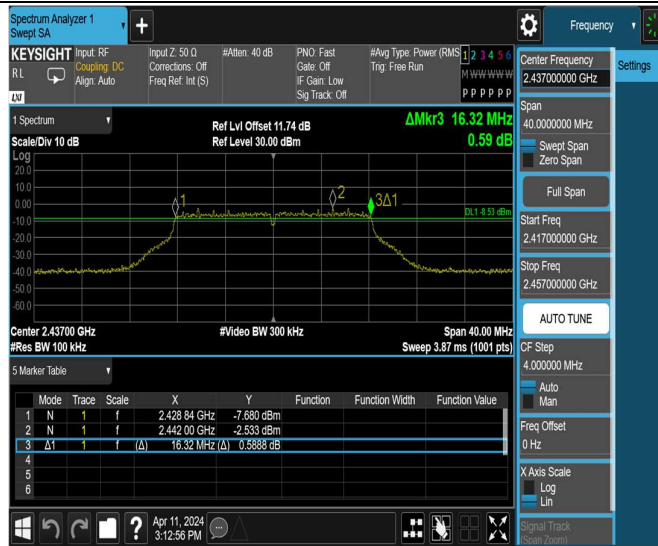 Spectrum Analyzer 1
Swept SA
Frequency
KEYSIGHT
R L
LXI
Input: RF
Coupling: DC
Align: Auto
Input Z: 50 Ω
Corrections: Off
Freq Ref: Int (S)
#Atten: 40 dB
PNO: Fast
Gate: Off
IF Gain: Low
Sig Track: Off
#Avg Type: Power (RMS
Trig: Free Run
1 2 3 4 5 6
M W W W W W
P P P P P P
1 Spectrum
Scale/Div 10 dB
Ref Lvl Offset 11.74 dB
Ref Level 30.00 dBm
ΔMkr3 16.32 MHz
0.59 dB
Log
20.0
10.0
0.00
-10.0
-20.0
-30.0
-40.0
-50.0
-60.0
1
2
3Δ1
DL1 -8.53 dBm
Center 2.43700 GHz
#Res BW 100 kHz
#Video BW 300 kHz
Span 40.00 MHz
Sweep 3.87 ms (1001 pts)
5 Marker Table
Mode Trace Scale X Y Function Function Width Function Value
1 N 1 f 2.428 84 GHz -7.680 dBm
2 N 1 f 2.442 00 GHz -2.533 dBm
3 Δ1 1 f (Δ) 16.32 MHz (Δ) 0.5888 dB
4
5
6
Apr 11, 2024
3:12:56 PM
Center Frequency
2.437000000 GHz
Settings
Span
40.0000000 MHz
Swept Span
Zero Span
Full Span
Start Freq
2.417000000 GHz
Stop Freq
2.457000000 GHz
AUTO TUNE
CF Step
4.000000 MHz
Auto
Man
Freq Offset
0 Hz
X Axis Scale
Log
Lin
Signal Track
(Span Zoom)